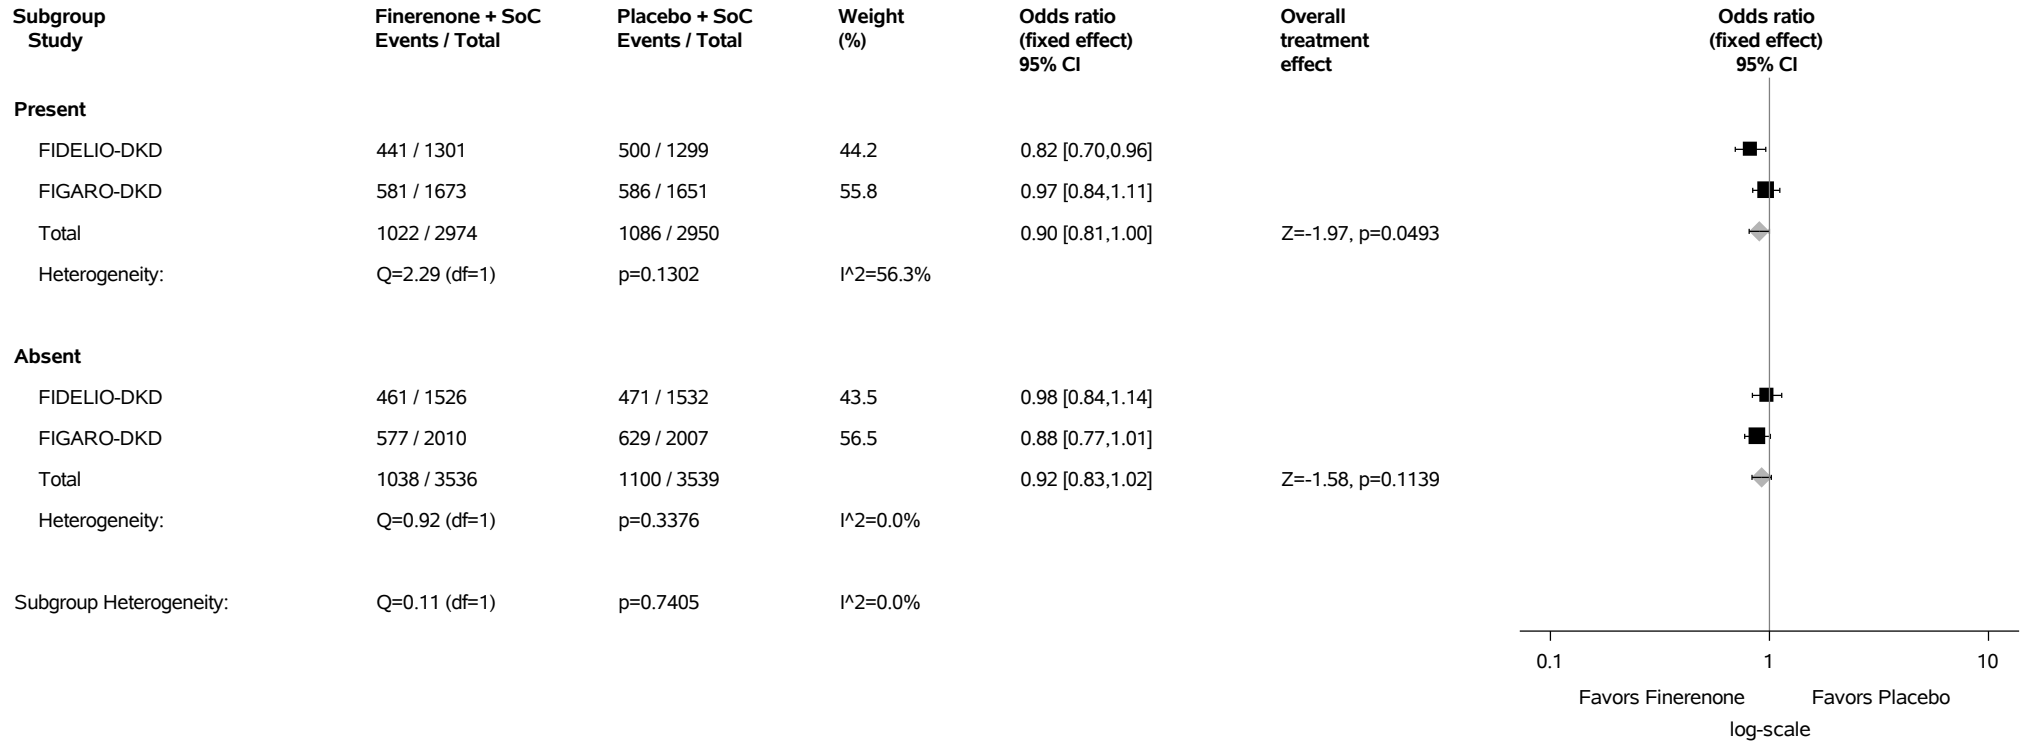 Subgroup Finerenone + SoC Placebo + SoC Weight Odds ratio Overall Odds ratio
Study Events / Total Events / Total (%) (fixed effect) treatment (fixed effect)
95% CI effect 95% CI
Present
FIDELIO-DKD 441 / 1301 500 / 1299 44.2 0.82 [0.70,0.96]
FIGARO-DKD 581 / 1673 586 / 1651 55.8 0.97 [0.84,1.11]
Total 1022 / 2974 1086 / 2950 0.90 [0.81,1.00] Z=-1.97, p=0.0493
Heterogeneity: Q=2.29 (df=1) p=0.1302 I^2=56.3%
Absent
FIDELIO-DKD 461 / 1526 471 / 1532 43.5 0.98 [0.84,1.14]
FIGARO-DKD 577 / 2010 629 / 2007 56.5 0.88 [0.77,1.01]
Total 1038 / 3536 1100 / 3539 0.92 [0.83,1.02] Z=-1.58, p=0.1139
Heterogeneity: Q=0.92 (df=1) p=0.3376 I^2=0.0%
Subgroup Heterogeneity: Q=0.11 (df=1) p=0.7405 I^2=0.0%
0.1 1 10
Favors Finerenone Favors Placebo
log-scale